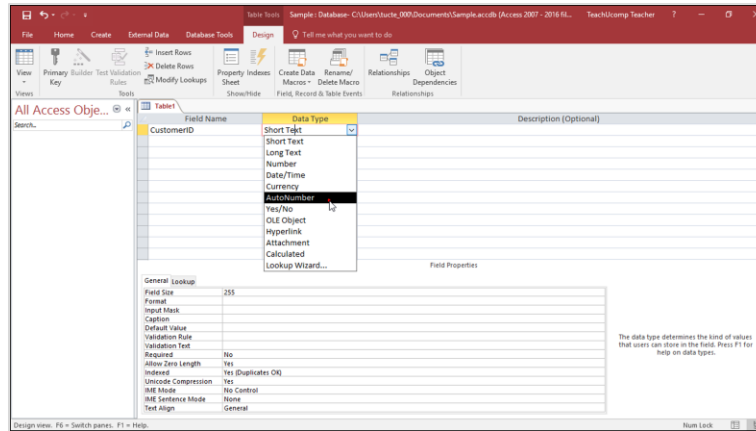 Table Tools Sample : Database- C:\Users\tucte_000\Documents\Sample.accdb (Access 2007 - 2016 fil... TeachUcomp Teacher ?
File Home Create External Data Database Tools Design Tell me what you want to do
View
Primary Key
Builder
Test Validation Rules
Insert Rows
Delete Rows
Modify Lookups
Property Sheet
Indexes
Create Data Macros
Rename/ Delete Macro
Relationships
Object Dependencies
Views Tools Show/Hide Field, Record & Table Events Relationships
All Access Obje... «
Search..
Table1
Field Name Data Type Description (Optional)
CustomerID Short Text
Short Text
Long Text
Number
Date/Time
Currency
AutoNumber
Yes/No
OLE Object
Hyperlink
Attachment
Calculated
Lookup Wizard...
Field Properties
General Lookup
Field Size 255
Format
Input Mask
Caption
Default Value
Validation Rule
Validation Text
Required No
Allow Zero Length Yes
Indexed Yes (Duplicates OK)
Unicode Compression Yes
IME Mode No Control
IME Sentence Mode None
Text Align General
The data type determines the kind of values
that users can store in the field. Press F1 for
help on data types.
Design view. F6 = Switch panes. F1 = Help. Num Lock